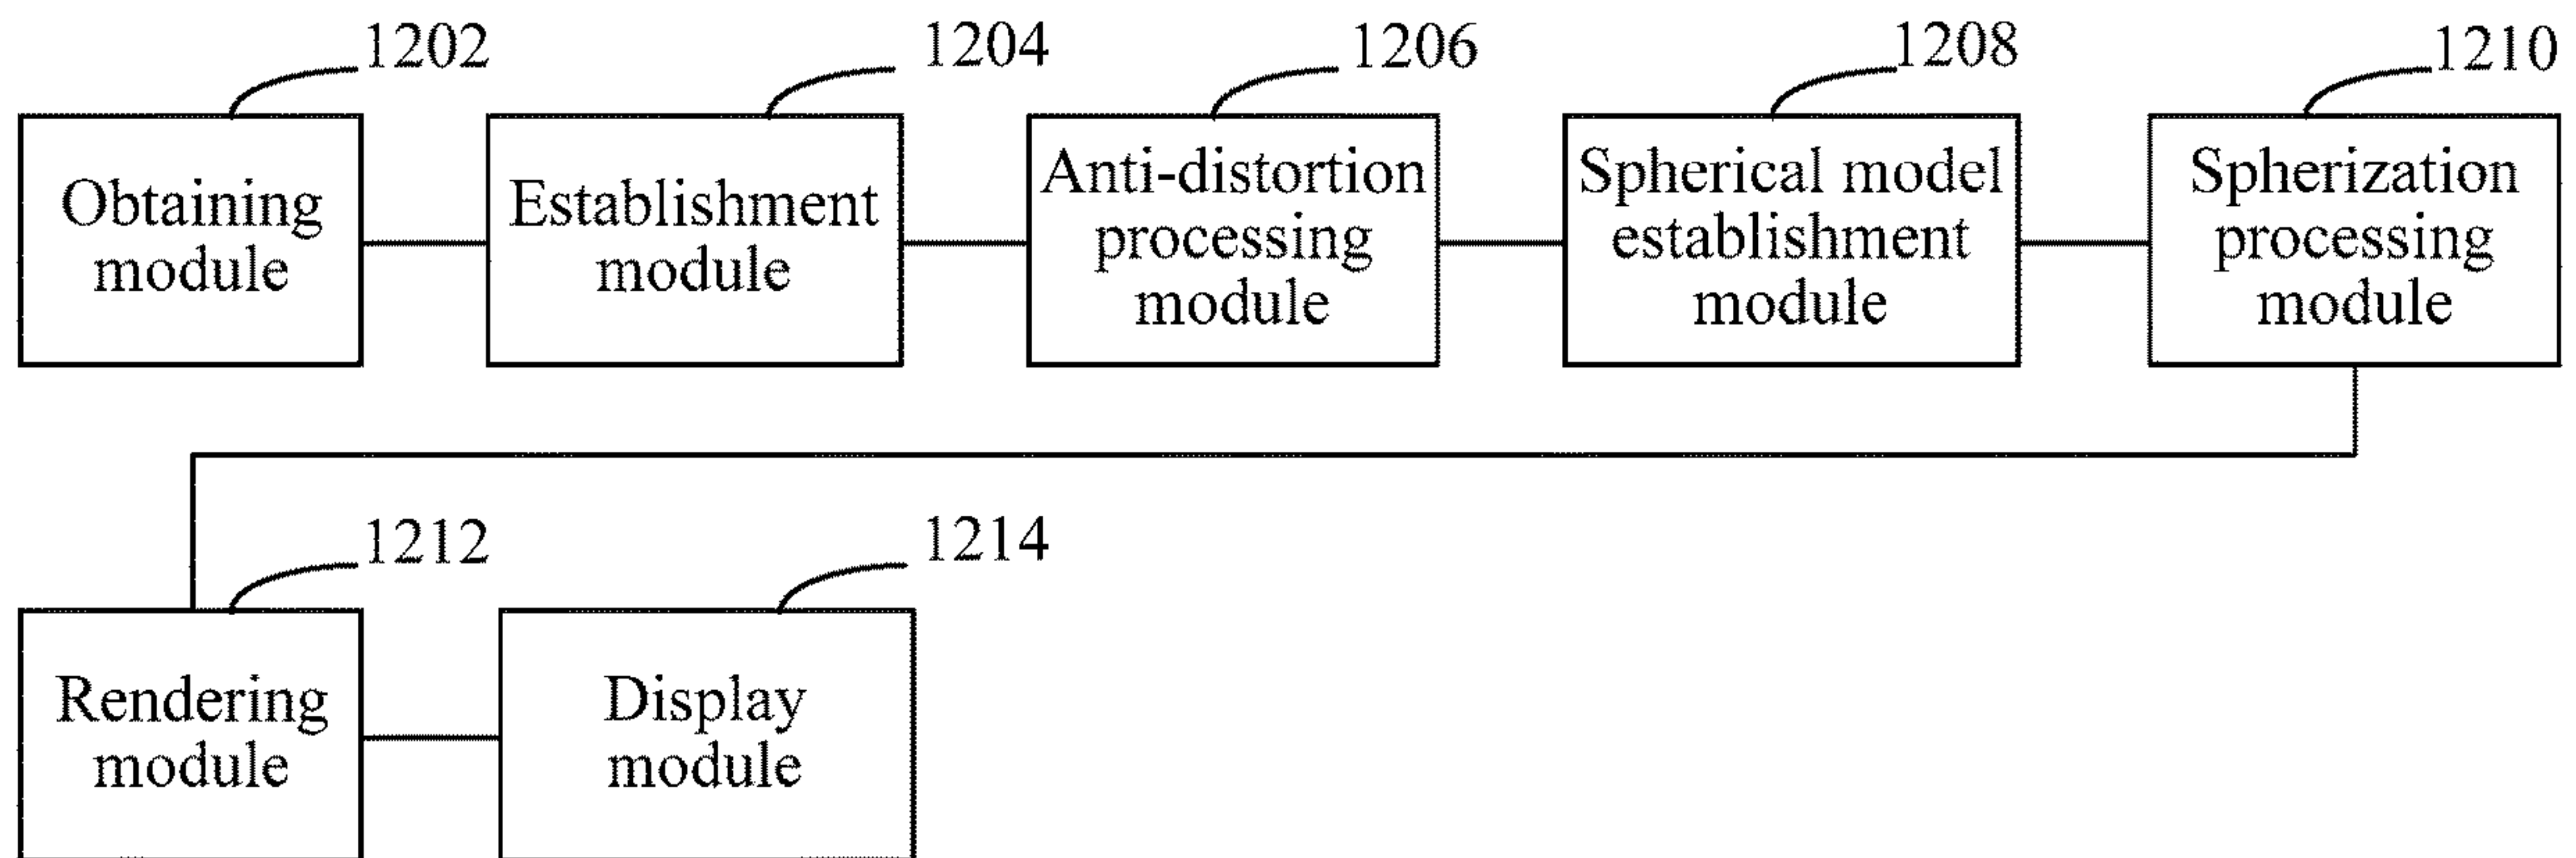 1202
1204
1206
1208
1210
Obtaining
module
Establishment
module
Anti-distortion
processing
module
Spherical model
establishment
module
Spherization
processing
module
1212
1214
Rendering
module
Display
module